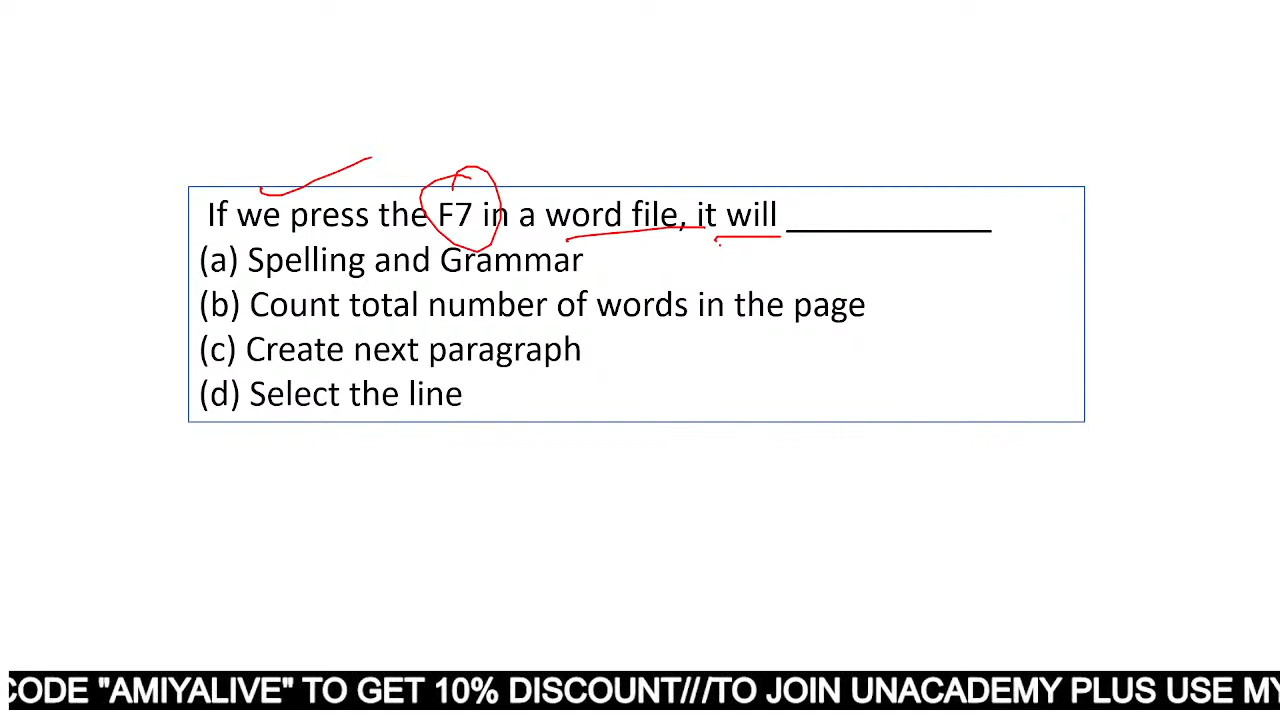 If we press the F7 in a word file, it will ____________
(a) Spelling and Grammar
(b) Count total number of words in the page
(c) Create next paragraph
(d) Select the line
CODE "AMIYALIVE" TO GET 10% DISCOUNT///TO JOIN UNACADEMY PLUS USE MY